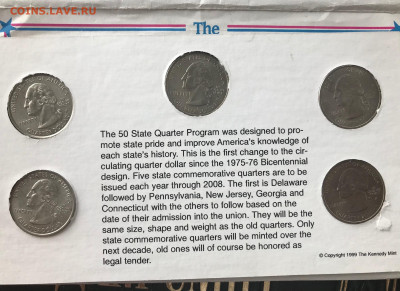 COINS.LAVE.RU
The
The 50 State Quarter Program was designed to pro-
mote state pride and improve America's knowledge of
each state's history. This is the first change to the cir-
culating quarter dollar since the 1975-76 Bicentennial
design. Five state commemorative quarters are to be
issued each year through 2008. The first is Delaware
followed by Pennsylvania, New Jersey, Georgia and
Connecticut with the others to follow based on the
date of their admission into the union. They will be the
same size, shape and weight as the old quarters. Only
state commemorative quarters will be minted over the
next decade, old ones will of course be honored as
legal tender.
© Copyright 1999 The Kennedy Mint